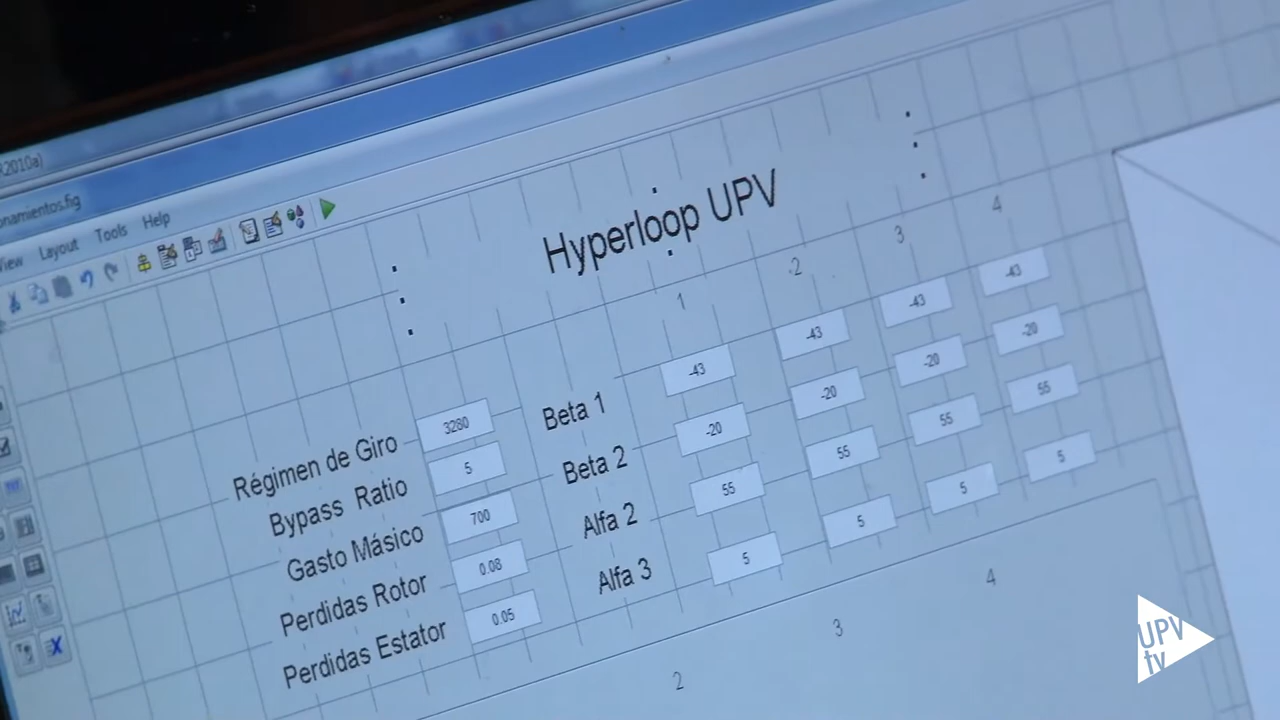 R2010a)
onamientos.fig
View Layout Tools Help
Hyperloop UPV
1 2 3 4
Régimen de Giro 3280
Bypass Ratio 5
Gasto Másico 700
Perdidas Rotor 0.08
Perdidas Estator 0.05
Beta 1 -43 -43 -43 -43
Beta 2 -20 -20 -20 -20
Alfa 2 55 55 55 55
Alfa 3 5 5 5 5
2 3 4
UPV
tv